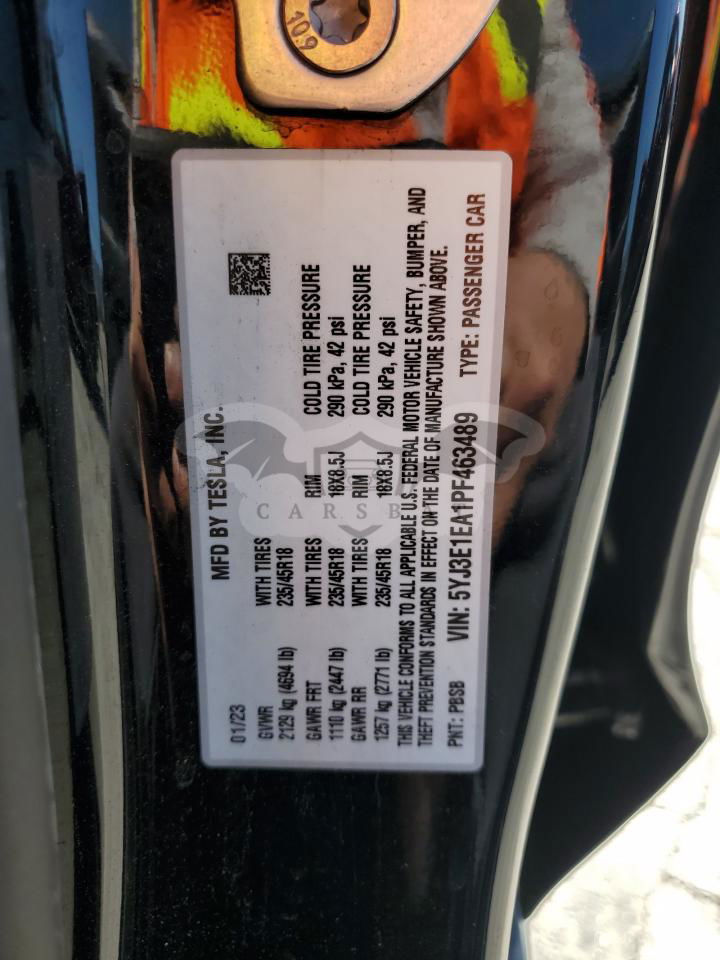 10.9
MFD BY TESLA, INC.
01/23
GVWR WITH TIRES
2129 kg (4694 lb) 235/45R18
GAWR FRT WITH TIRES RIM COLD TIRE PRESSURE
1110 kg (2447 lb) 235/45R18 18X8.5J 290 kPa, 42 psi
GAWR RR WITH TIRES RIM COLD TIRE PRESSURE
1257 kg (2771 lb) 235/45R18 18X8.5J 290 kPa, 42 psi
THIS VEHICLE CONFORMS TO ALL APPLICABLE U.S. FEDERAL MOTOR VEHICLE SAFETY, BUMPER, AND
THEFT PREVENTION STANDARDS IN EFFECT ON THE DATE OF MANUFACTURE SHOWN ABOVE.
PNT: PBSB VIN: 5YJ3E1EA1PF463489 TYPE: PASSENGER CAR